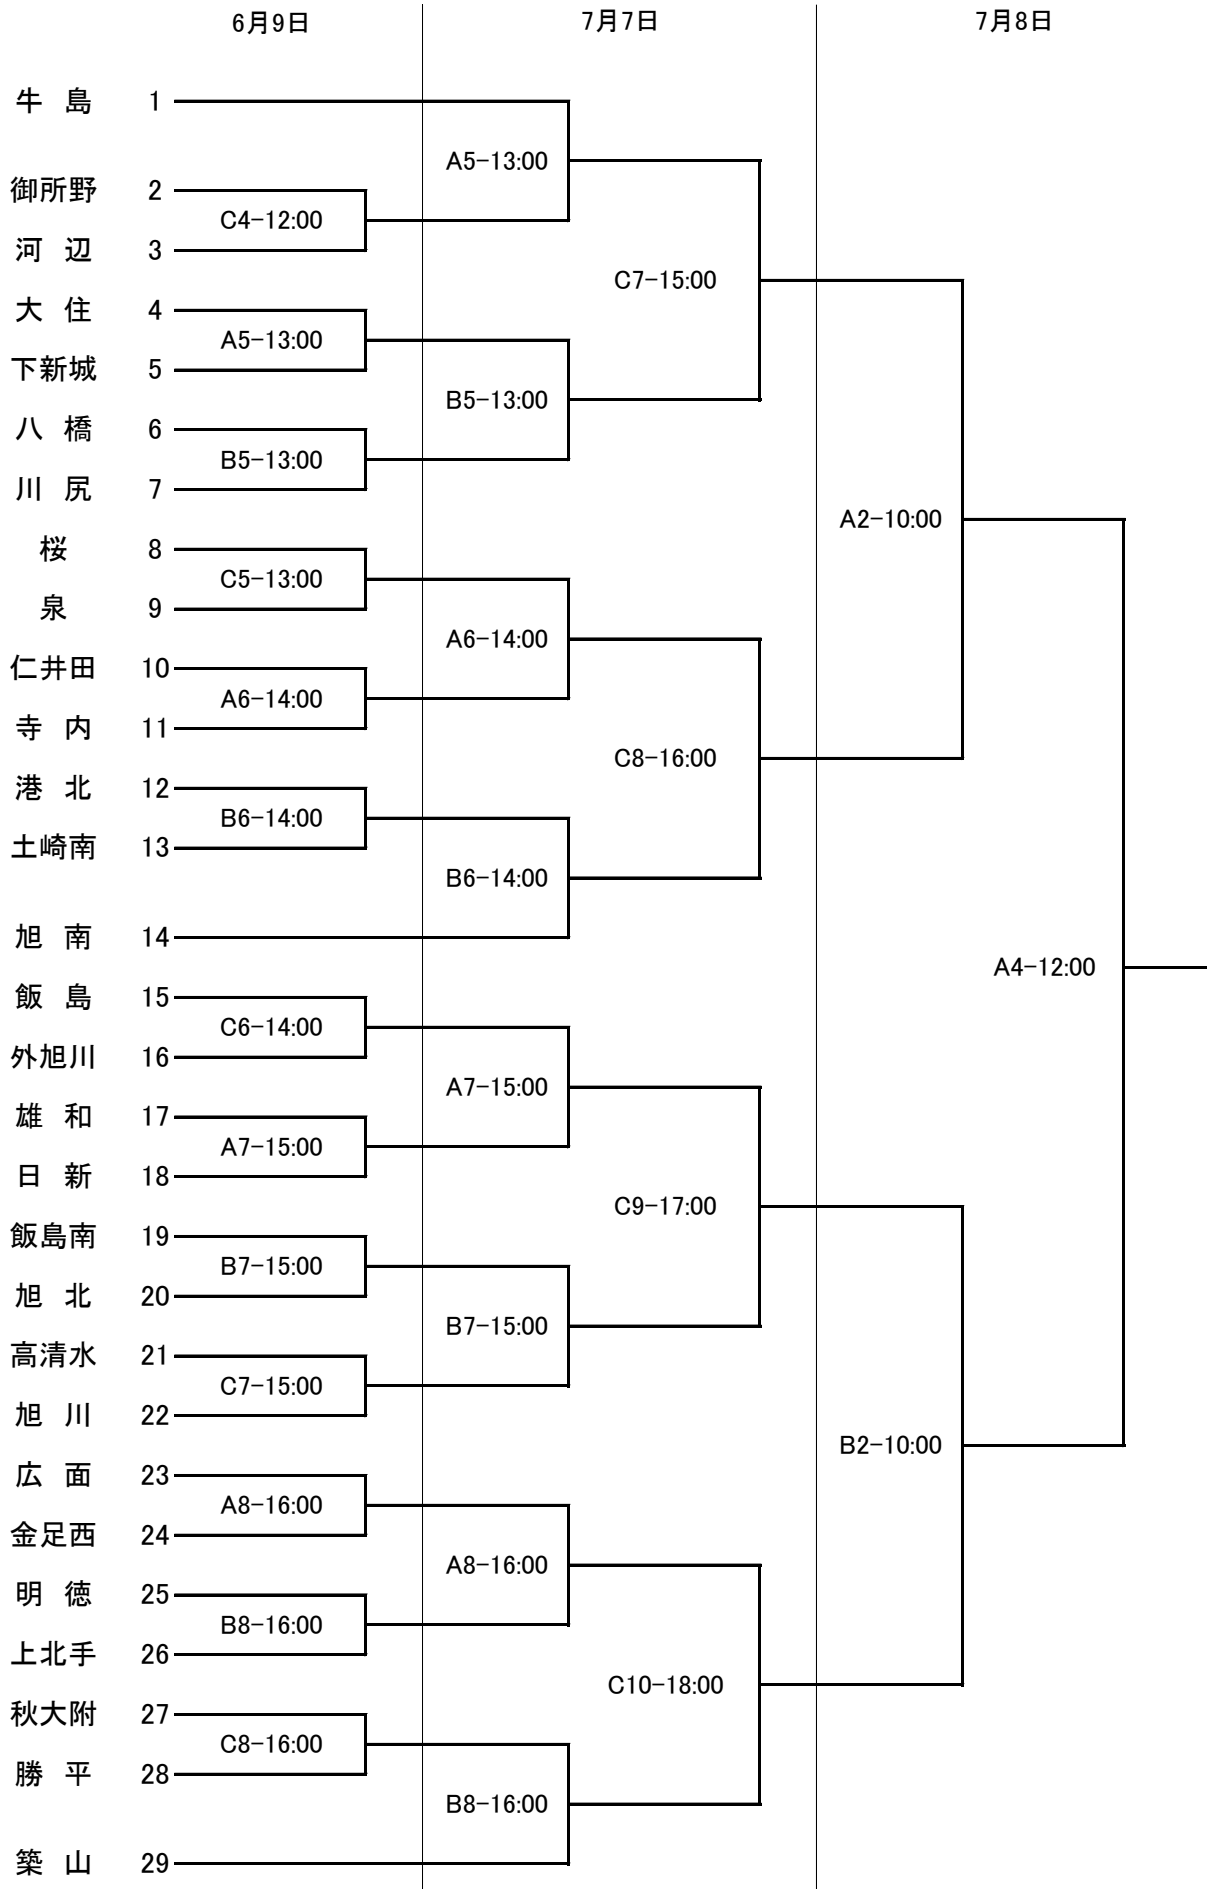 6月9日 7月7日 7月8日
牛 島 1
A5-13:00
御所野 2
C4-12:00
河 辺 3
C7-15:00
大 住 4
A5-13:00
下新城 5
B5-13:00
八 橋 6
B5-13:00
川 尻 7
A2-10:00
桜 8
C5-13:00
泉 9
A6-14:00
仁井田 10
A6-14:00
寺 内 11
C8-16:00
港 北 12
B6-14:00
土崎南 13
B6-14:00
旭 南 14
A4-12:00
飯 島 15
C6-14:00
外旭川 16
A7-15:00
雄 和 17
A7-15:00
日 新 18
C9-17:00
飯島南 19
B7-15:00
旭 北 20
B7-15:00
高清水 21
C7-15:00
旭 川 22
B2-10:00
広 面 23
A8-16:00
金足西 24
A8-16:00
明 徳 25
B8-16:00
上北手 26
C10-18:00
秋大附 27
C8-16:00
勝 平 28
B8-16:00
築 山 29